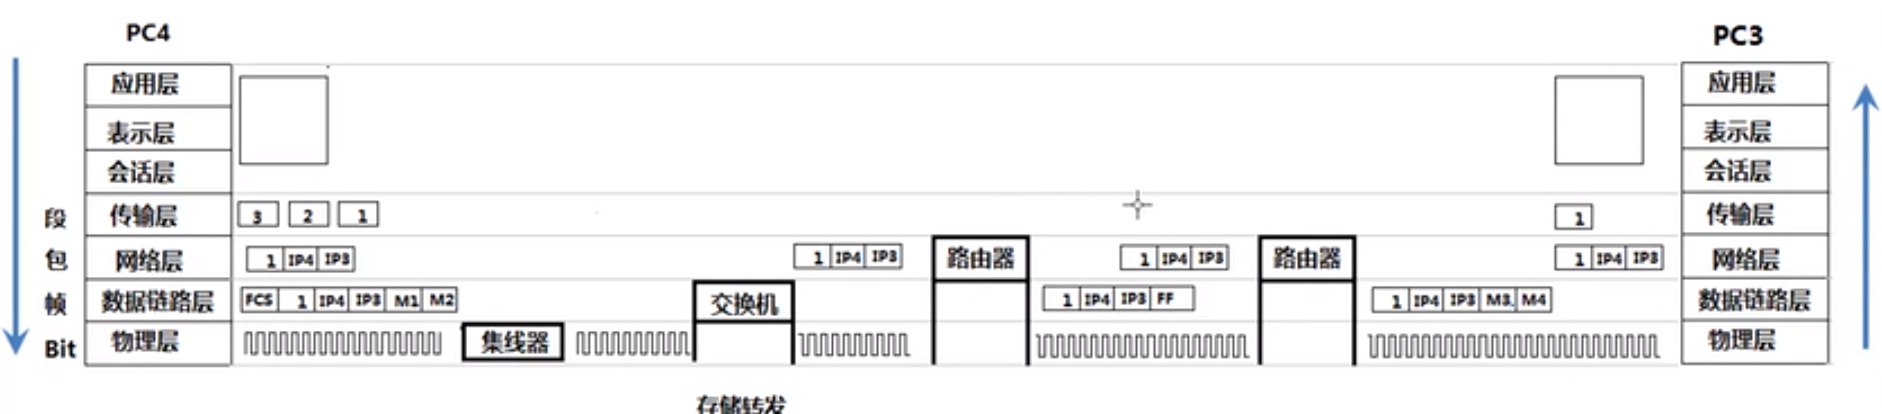 PC4 PC3
应用层 应用层
表示层 表示层
会话层 会话层
段 传输层 3 2 1 1 传输层
包 网络层 1 IP4 IP3 1 IP4 IP3 路由器 1 IP4 IP3 路由器 1 IP4 IP3 网络层
帧 数据链路层 FCS 1 IP4 IP3 M1 M2 交换机 1 IP4 IP3 FF 1 IP4 IP3 M3 M4 数据链路层
Bit 物理层 集线器 物理层
存储转发